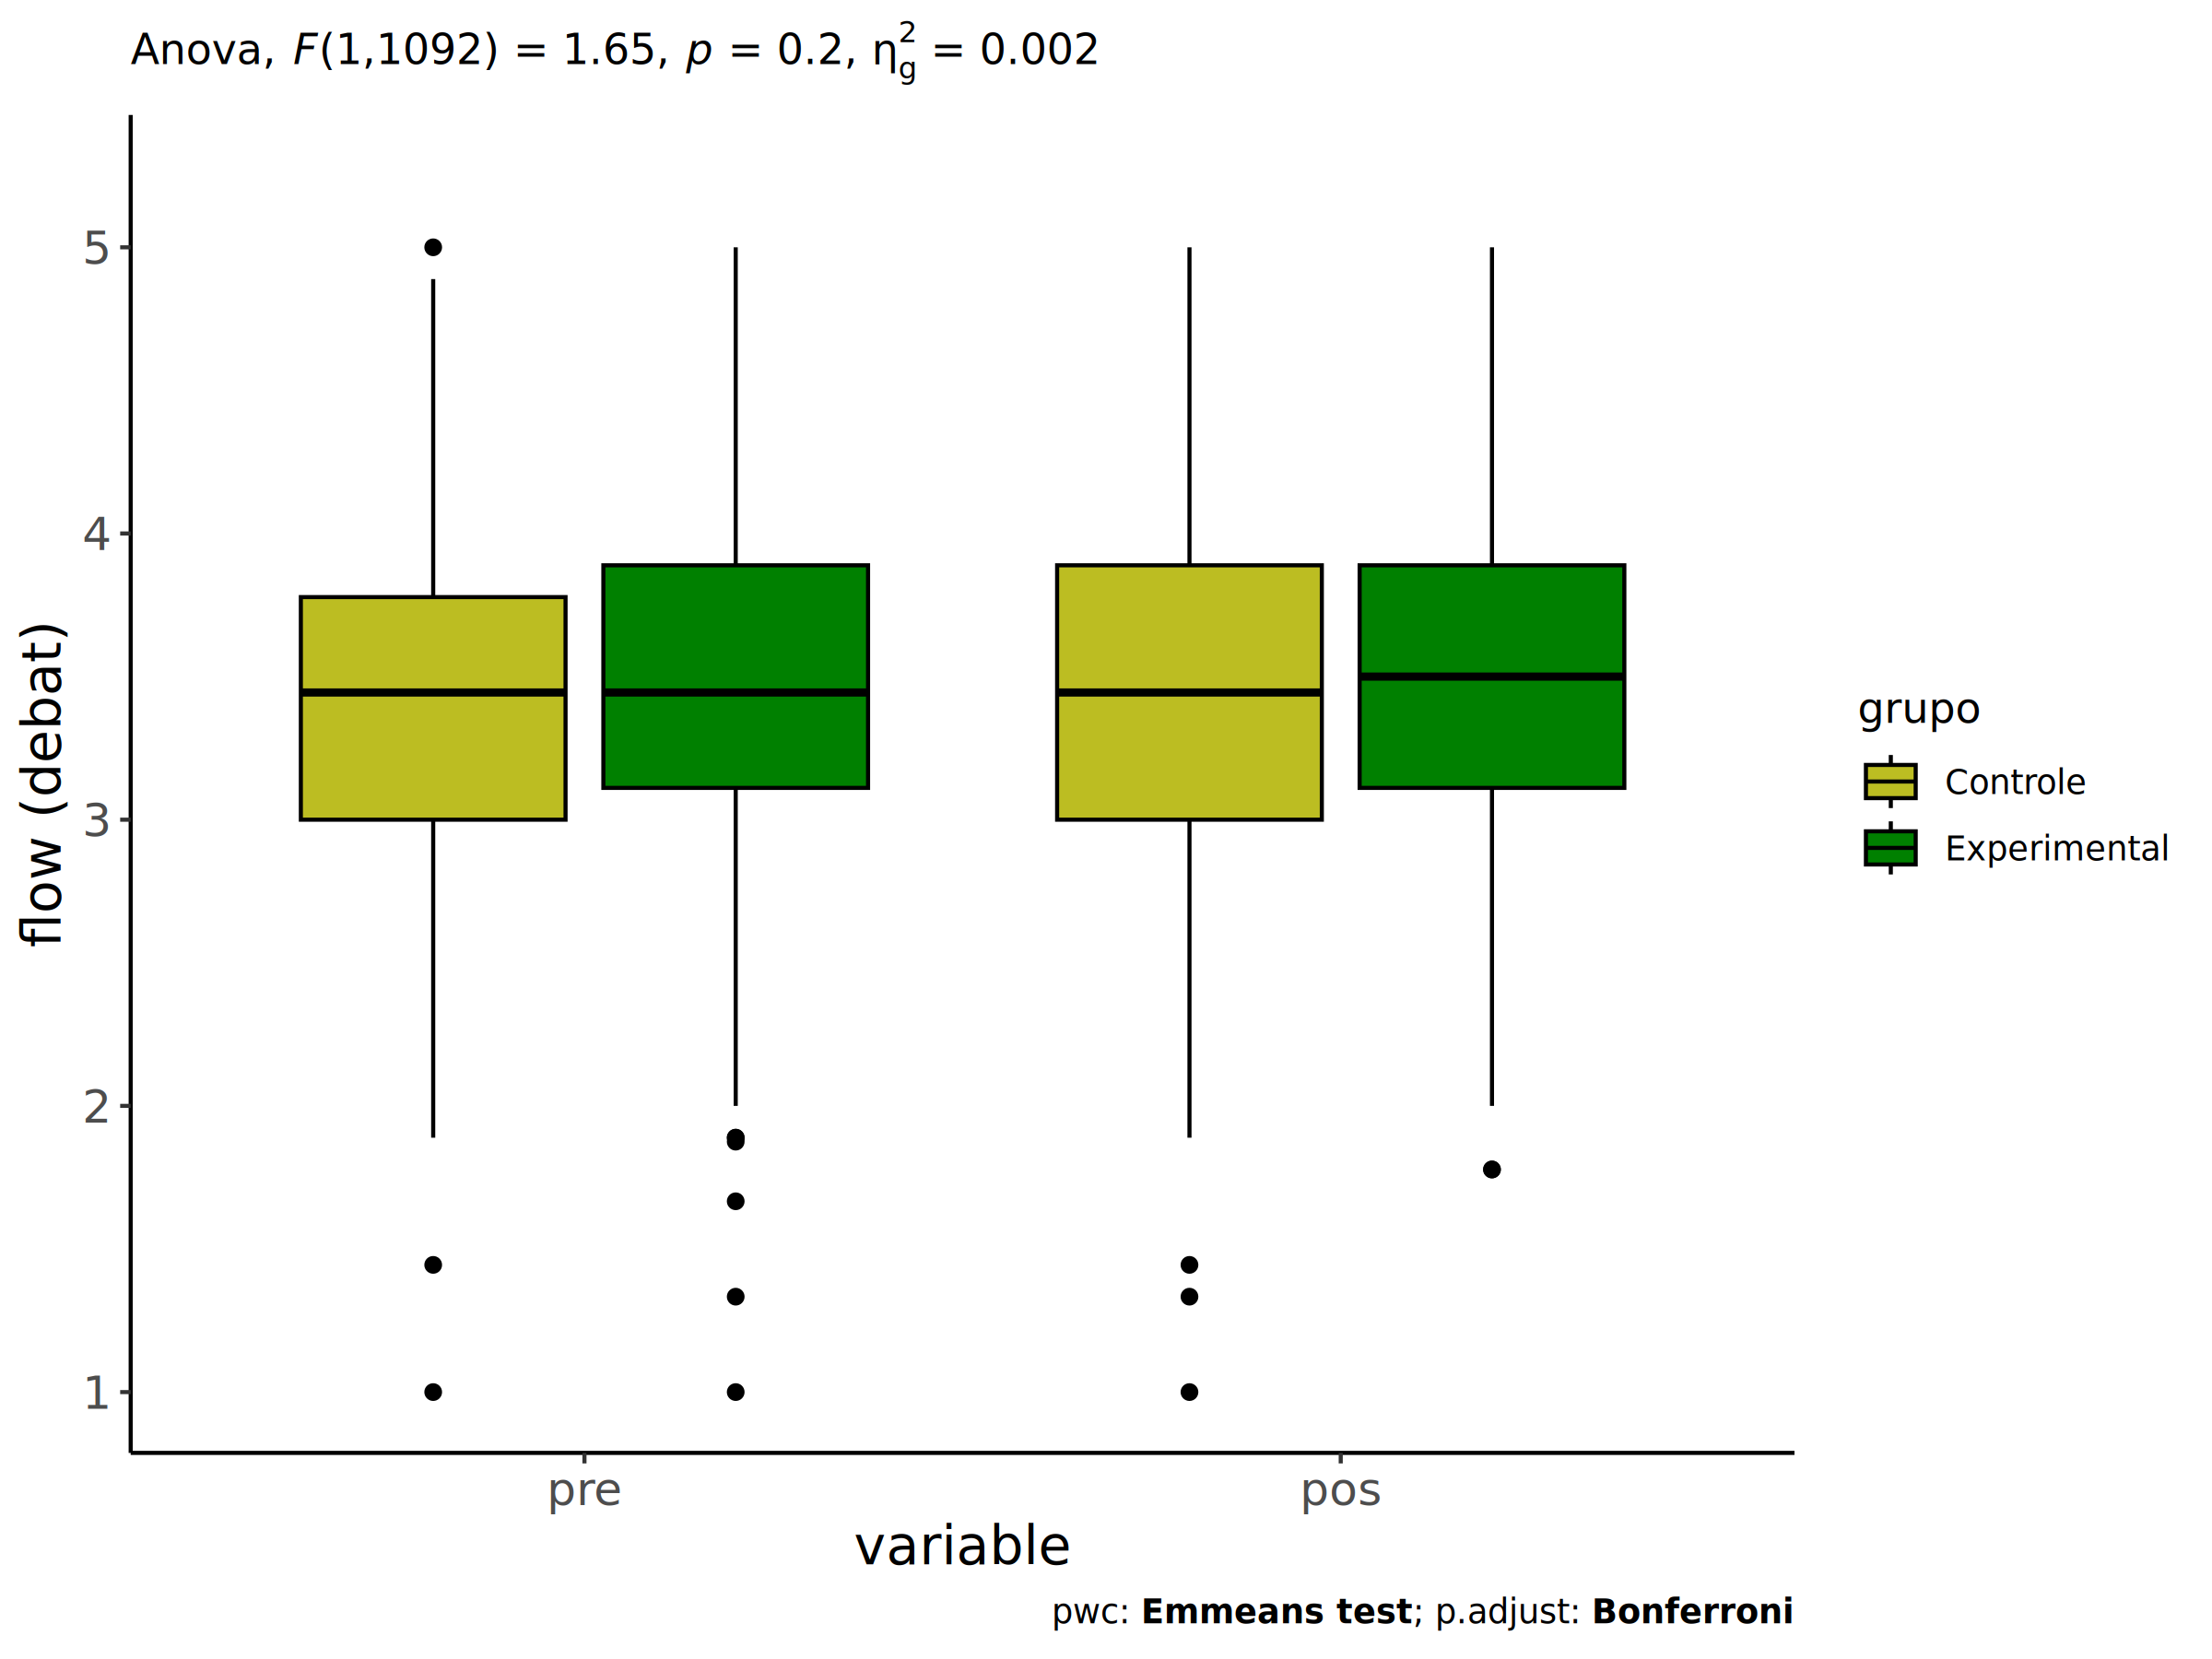 Anova, F(1,1092) = 1.65, p = 0.2, η²g = 0.002
flow (debat)
5
4
3
2
1
pre pos
variable
grupo
Controle
Experimental
pwc: Emmeans test; p.adjust: Bonferroni